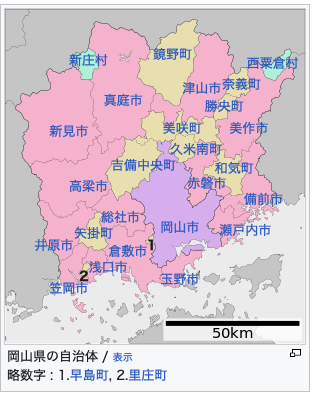 鏡野町
新庄村
西粟倉村
津山市
奈義町
真庭市
勝央町
新見市
美咲町
美作市
久米南町
吉備中央町
和気町
高梁市
赤磐市
備前市
総社市
岡山市
瀬戸内市
矢掛町
井原市
倉敷市
1
浅口市
2
玉野市
笠岡市
50km
岡山県の自治体 / 表示
略数字 : 1.早島町, 2.里庄町